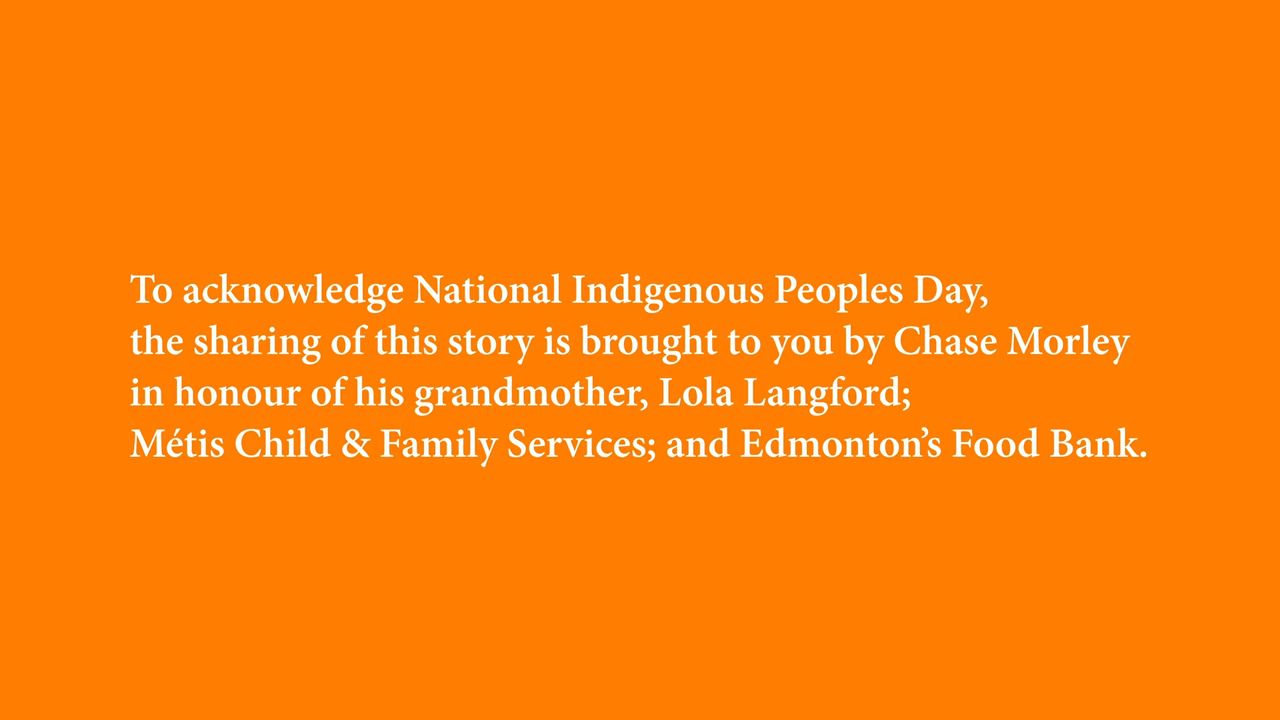 To acknowledge National Indigenous Peoples Day,
the sharing of this story is brought to you by Chase Morley
in honour of his grandmother, Lola Langford;
Métis Child & Family Services; and Edmonton’s Food Bank.